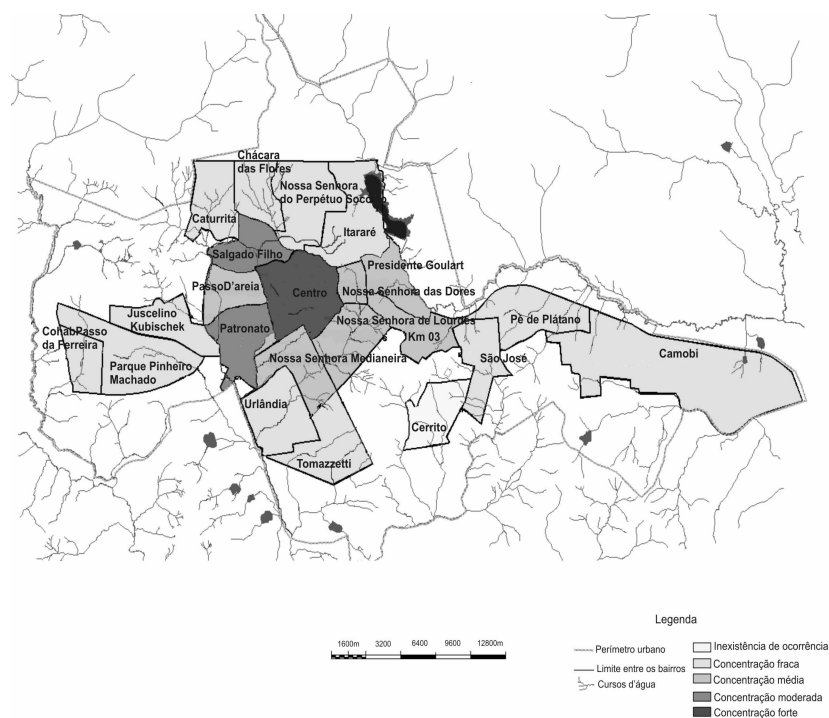 Chácara
das Flores
Nossa Senhora
do Perpétuo Socorro
Caturrita
Itararé
Salgado Filho
Presidente Goulart
PassoD'areia
Centro
Nossa Senhora das Dores
Juscelino
Kubischek
Nossa Senhora de Lourdes
Pé de Plátano
CohabPasso
da Ferreira
Patronato
Km 03
Camobi
Parque Pinheiro
Machado
Nossa Senhora Medianeira
São José
Urlândia
Cerrito
Tomazzetti
Legenda
1600m 3200 6400 9600 12800m
Perímetro urbano
Limite entre os bairros
Cursos d'água
Inexistência de ocorrência
Concentração fraca
Concentração média
Concentração moderada
Concentração forte